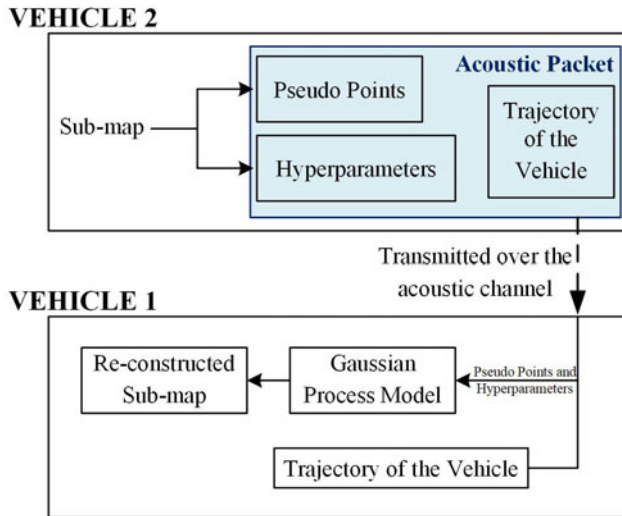 VEHICLE 2
Acoustic Packet
Sub-map
Pseudo Points
Hyperparameters
Trajectory
of the
Vehicle
Transmitted over the
acoustic channel
VEHICLE 1
Re-constructed
Sub-map
Gaussian
Process Model
Pseudo Points and
Hyperparameters
Trajectory of the Vehicle